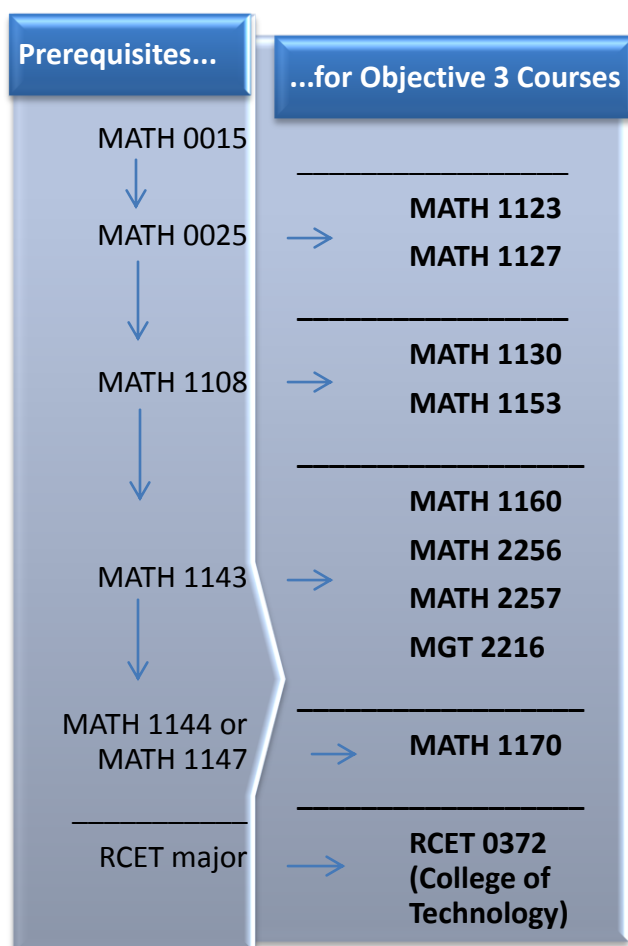 Prerequisites...
...for Objective 3 Courses
MATH 0015
MATH 0025
MATH 1123
MATH 1127
MATH 1108
MATH 1130
MATH 1153
MATH 1143
MATH 1160
MATH 2256
MATH 2257
MGT 2216
MATH 1144 or
MATH 1147
MATH 1170
RCET major
RCET 0372
(College of
Technology)